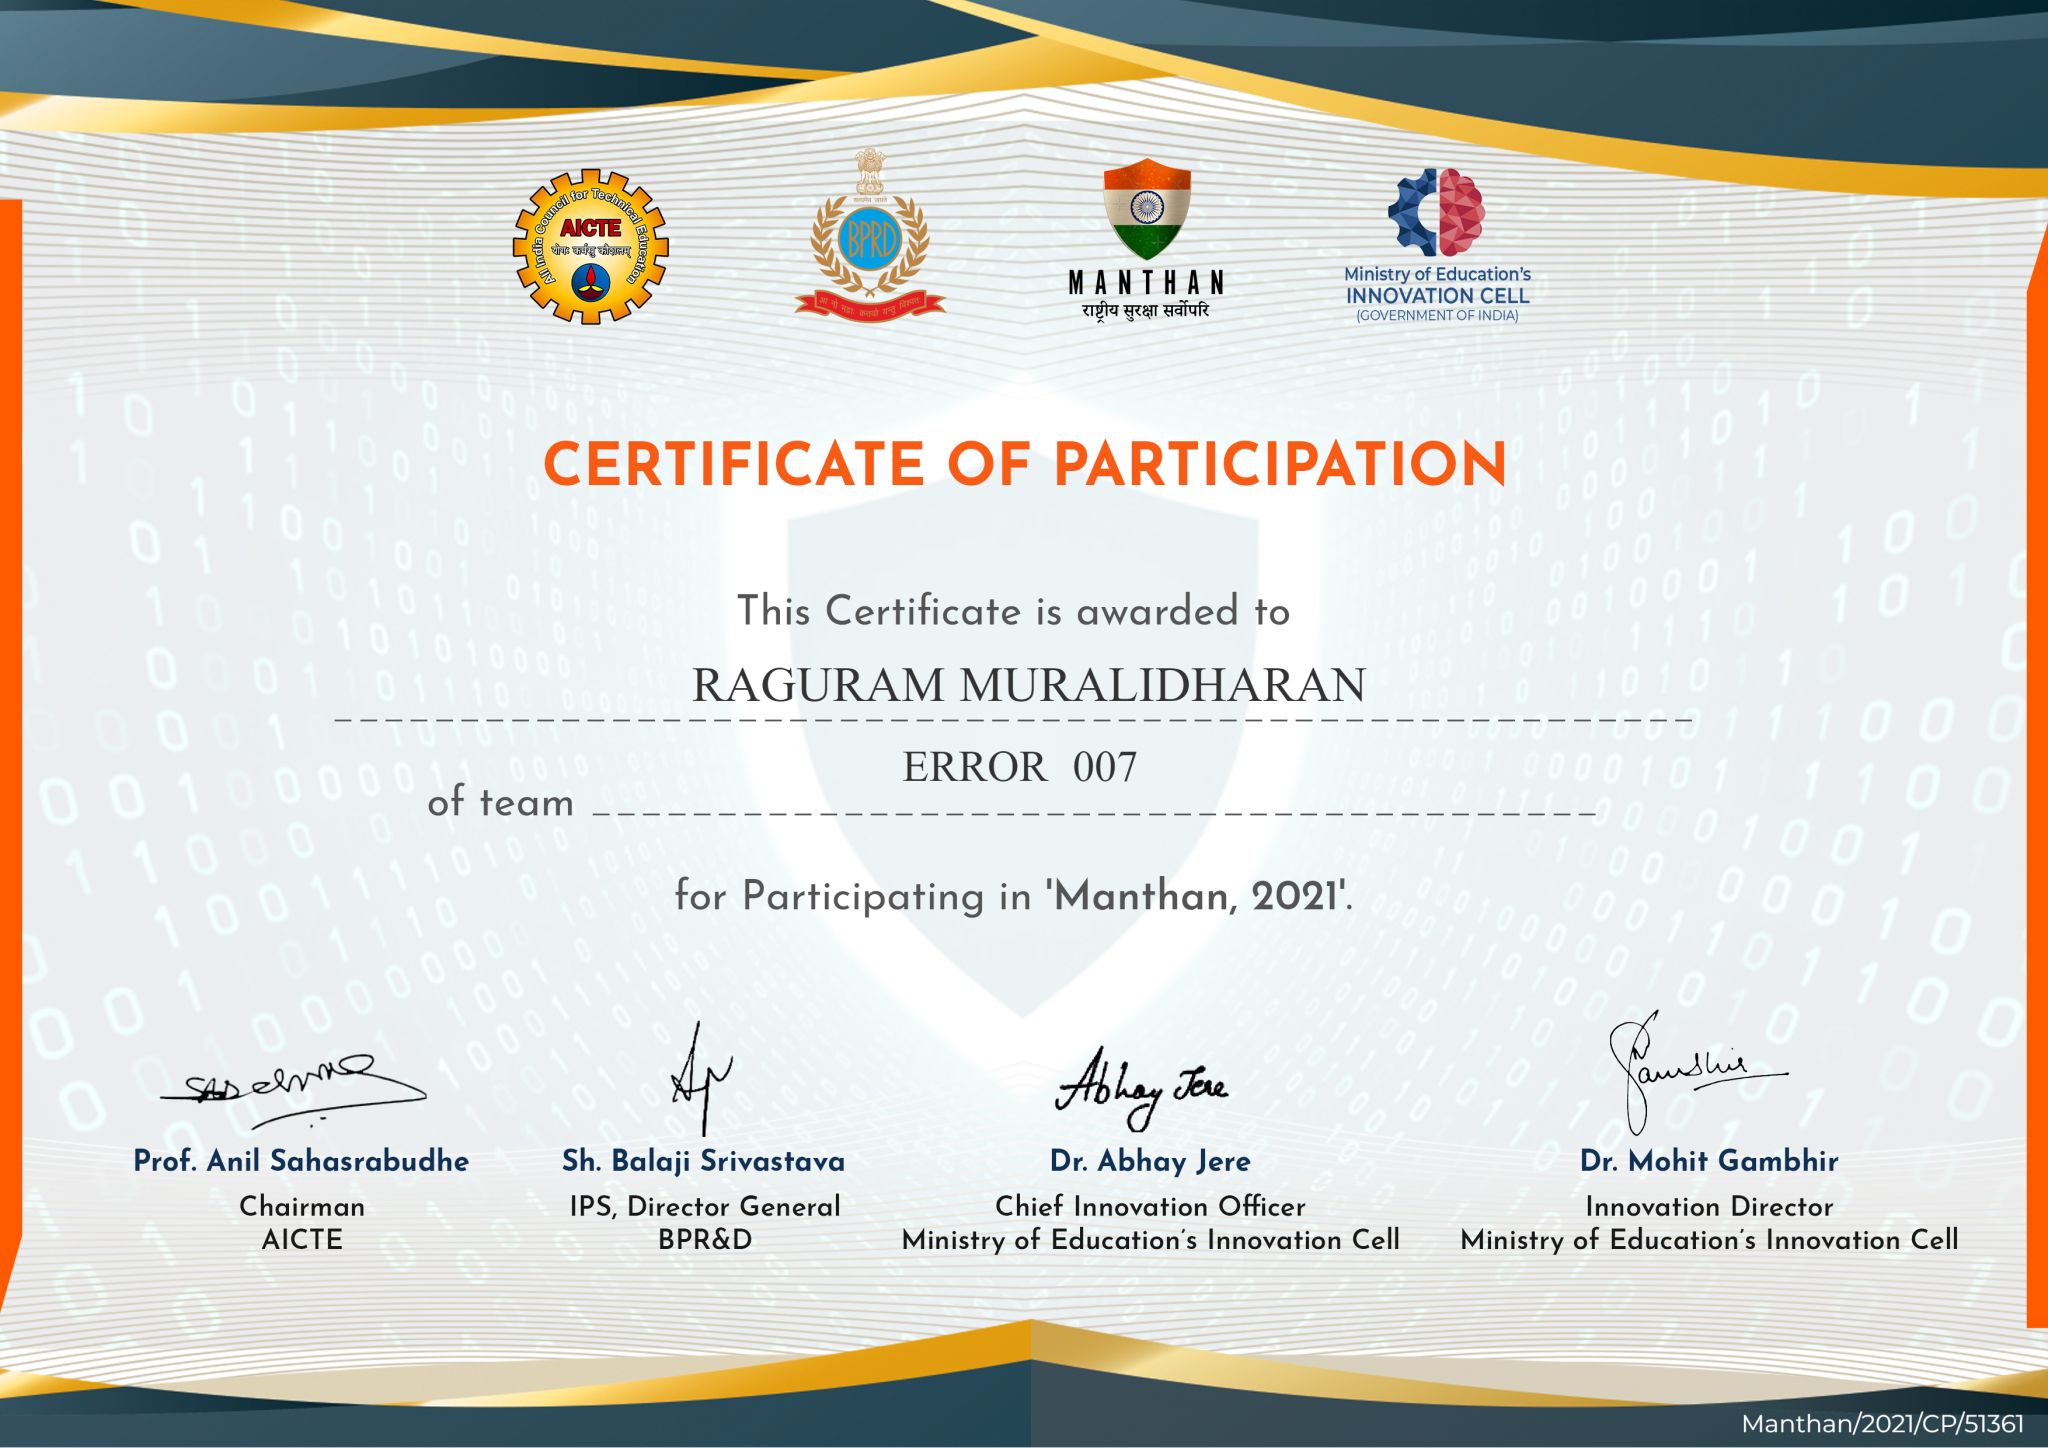 All India Council for Technical Education
AICTE
योगः कर्मसु कौशलम्
सत्यमेव जयते
BPRD
आ नो भद्राः क्रतवो यन्तु विश्वतः
MANTHAN
राष्ट्रीय सुरक्षा सर्वोपरि
Ministry of Education's
INNOVATION CELL
(GOVERNMENT OF INDIA)
CERTIFICATE OF PARTICIPATION
This Certificate is awarded to
RAGURAM MURALIDHARAN
ERROR 007
of team
for Participating in 'Manthan, 2021'.
Abhay Jere
Prof. Anil Sahasrabudhe
Chairman
AICTE
Sh. Balaji Srivastava
IPS, Director General
BPR&D
Dr. Abhay Jere
Chief Innovation Officer
Ministry of Education’s Innovation Cell
Dr. Mohit Gambhir
Innovation Director
Ministry of Education’s Innovation Cell
Manthan/2021/CP/51361